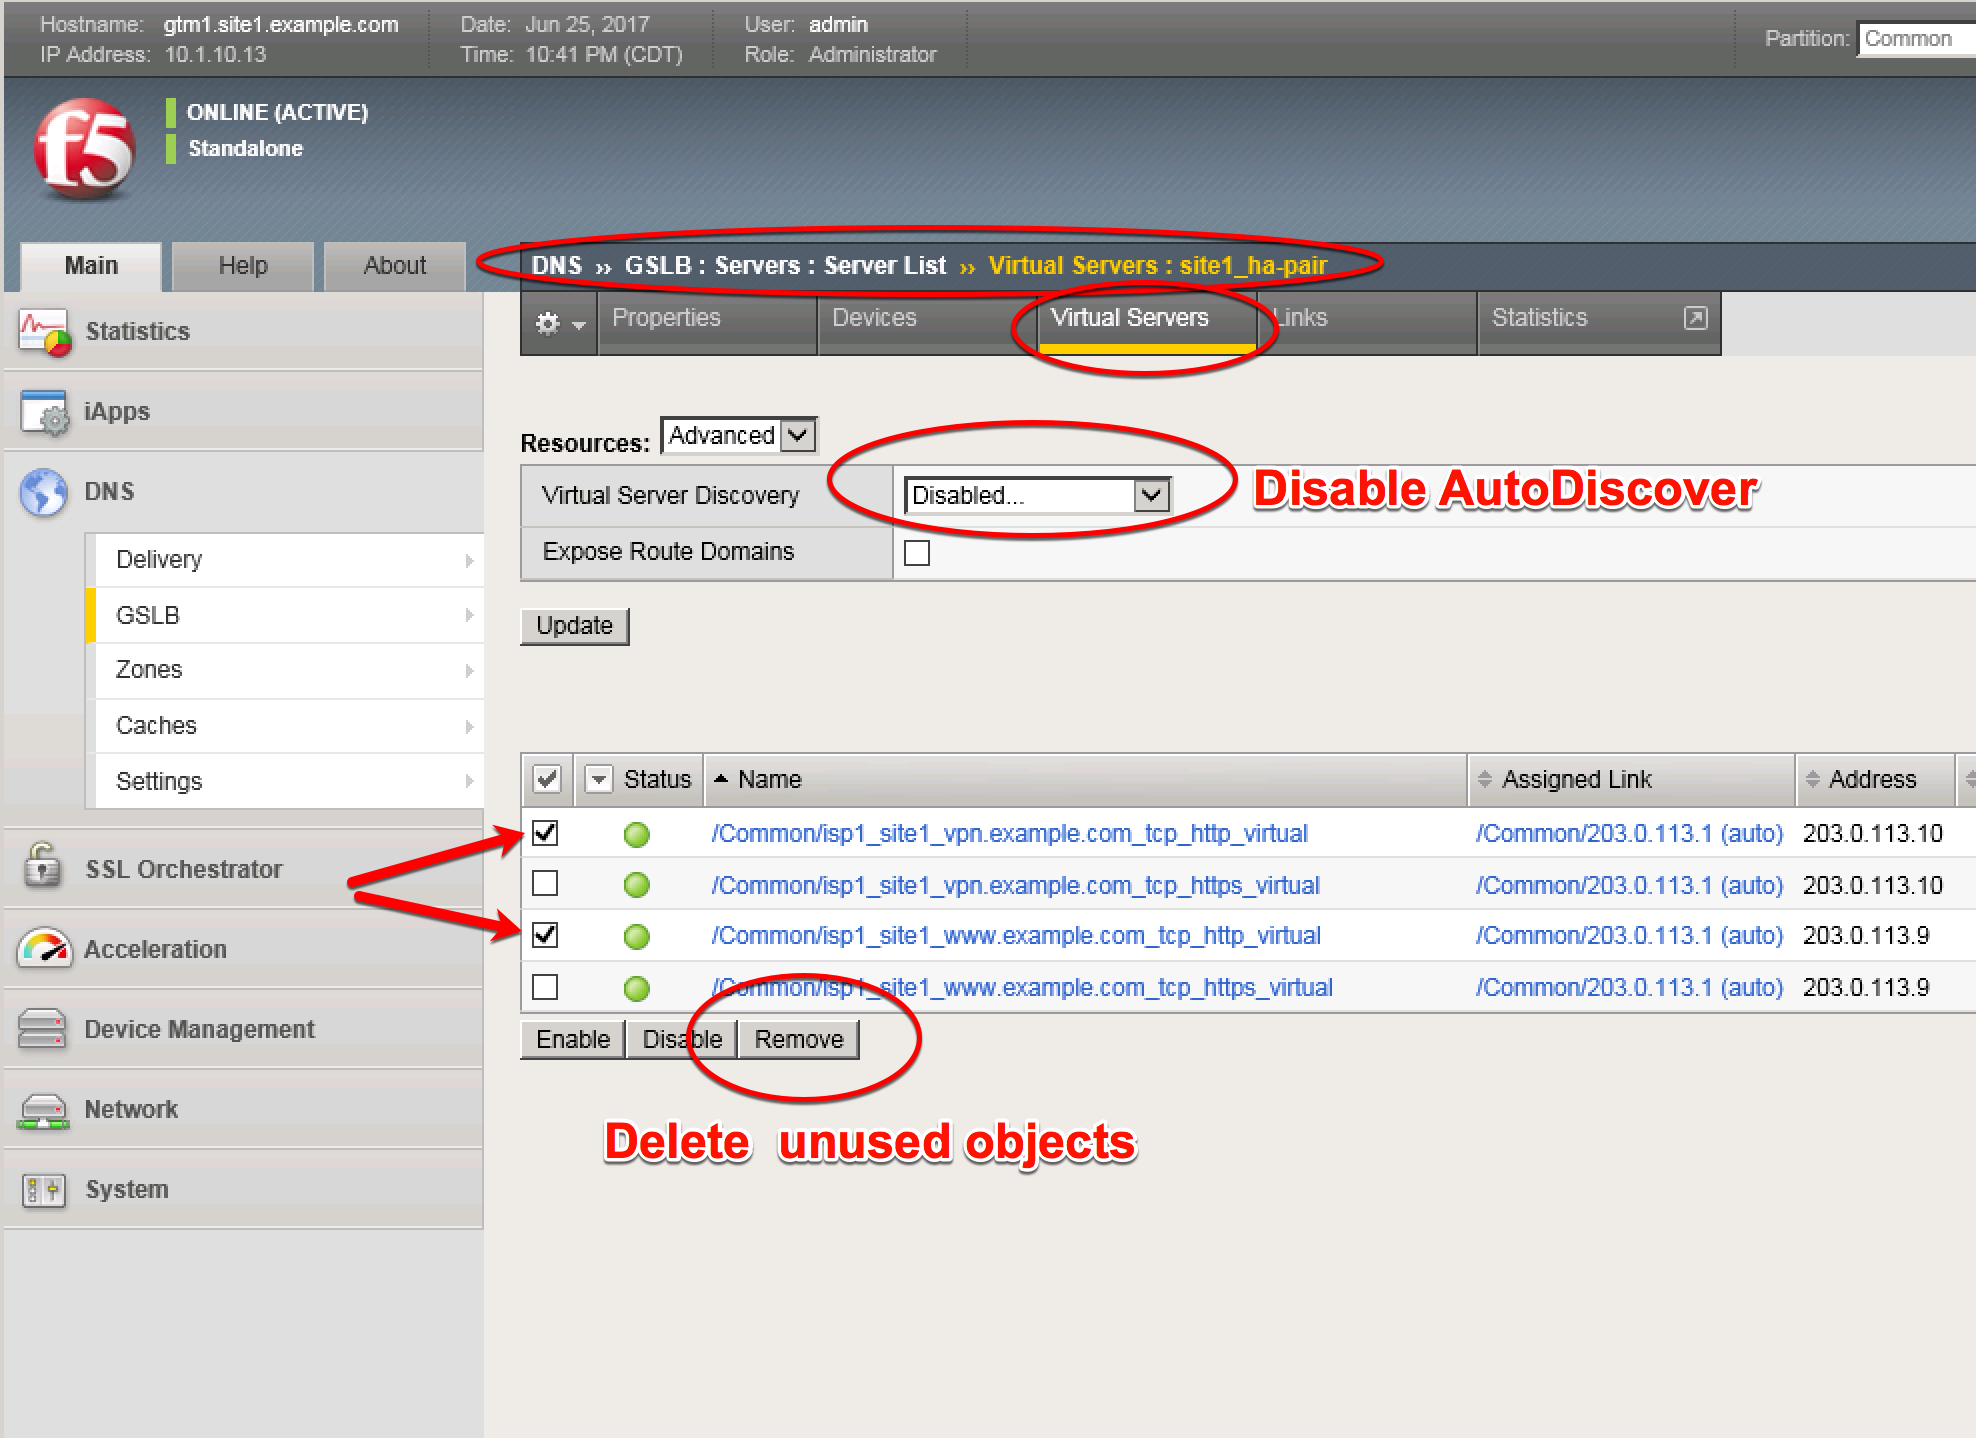 Hostname: gtm1.site1.example.com Date: Jun 25, 2017 User: admin Partition: Common
IP Address: 10.1.10.13 Time: 10:41 PM (CDT) Role: Administrator
f5
ONLINE (ACTIVE)
Standalone
Main Help About
DNS ›› GSLB : Servers : Server List ›› Virtual Servers : site1_ha-pair
Properties Devices Virtual Servers Links Statistics
Statistics
iApps
DNS
Delivery
GSLB
Zones
Caches
Settings
SSL Orchestrator
Acceleration
Device Management
Network
System
Resources: Advanced
Virtual Server Discovery Disabled...
Disable AutoDiscover
Expose Route Domains
Update
Status Name Assigned Link Address
/Common/isp1_site1_vpn.example.com_tcp_http_virtual /Common/203.0.113.1 (auto) 203.0.113.10
/Common/isp1_site1_vpn.example.com_tcp_https_virtual /Common/203.0.113.1 (auto) 203.0.113.10
/Common/isp1_site1_www.example.com_tcp_http_virtual /Common/203.0.113.1 (auto) 203.0.113.9
/Common/isp1_site1_www.example.com_tcp_https_virtual /Common/203.0.113.1 (auto) 203.0.113.9
Enable Disable Remove
Delete unused objects